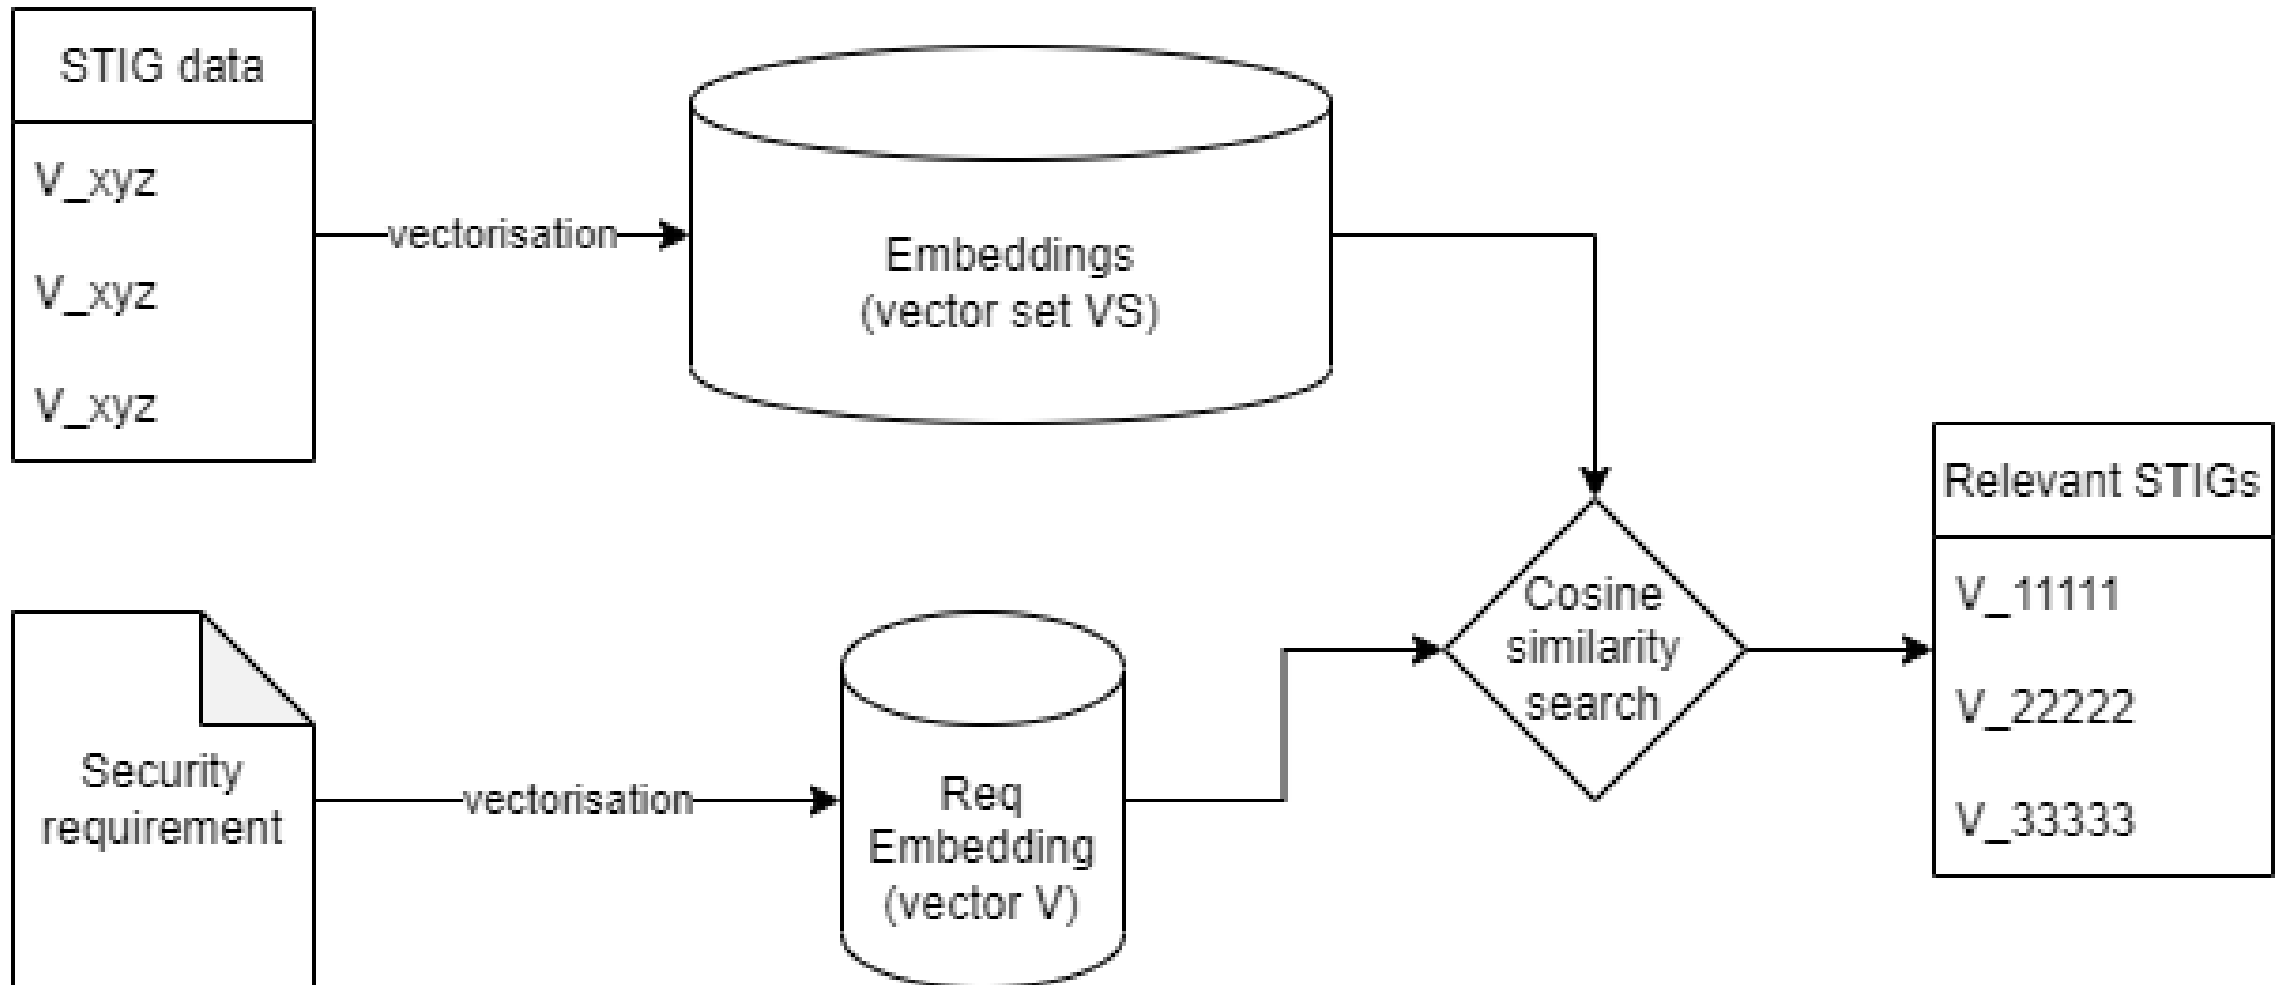 STIG data
V_xyz
V_xyz
V_xyz
vectorisation
Embeddings
(vector set VS)
Security
requirement
vectorisation
Req
Embedding
(vector V)
Cosine
similarity
search
Relevant STIGs
V_11111
V_22222
V_33333